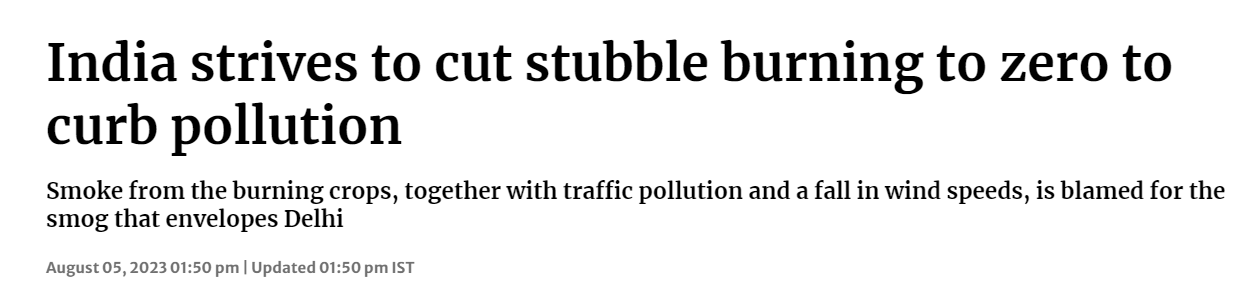 India strives to cut stubble burning to zero to
curb pollution
Smoke from the burning crops, together with traffic pollution and a fall in wind speeds, is blamed for the
smog that envelopes Delhi
August 05, 2023 01:50 pm | Updated 01:50 pm IST